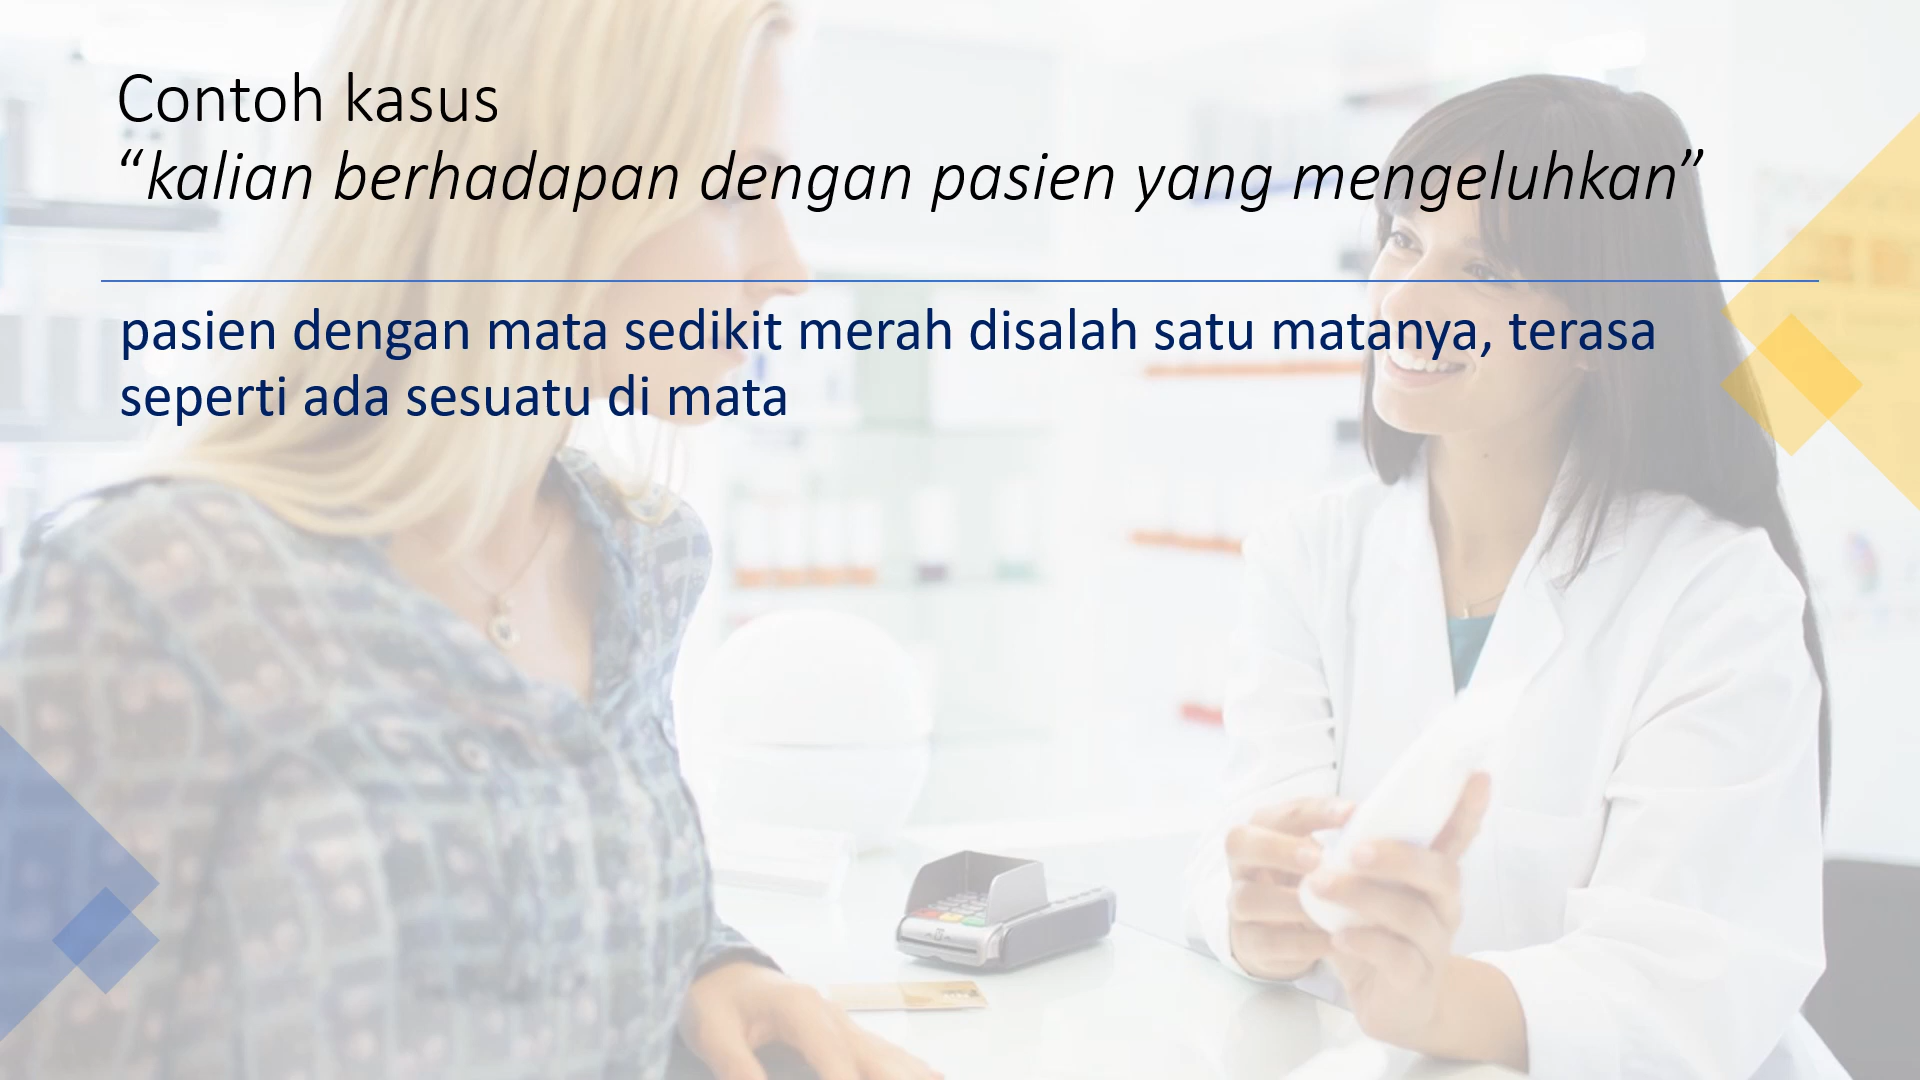 Contoh kasus
“kalian berhadapan dengan pasien yang mengeluhkan”
pasien dengan mata sedikit merah disalah satu matanya, terasa
seperti ada sesuatu di mata